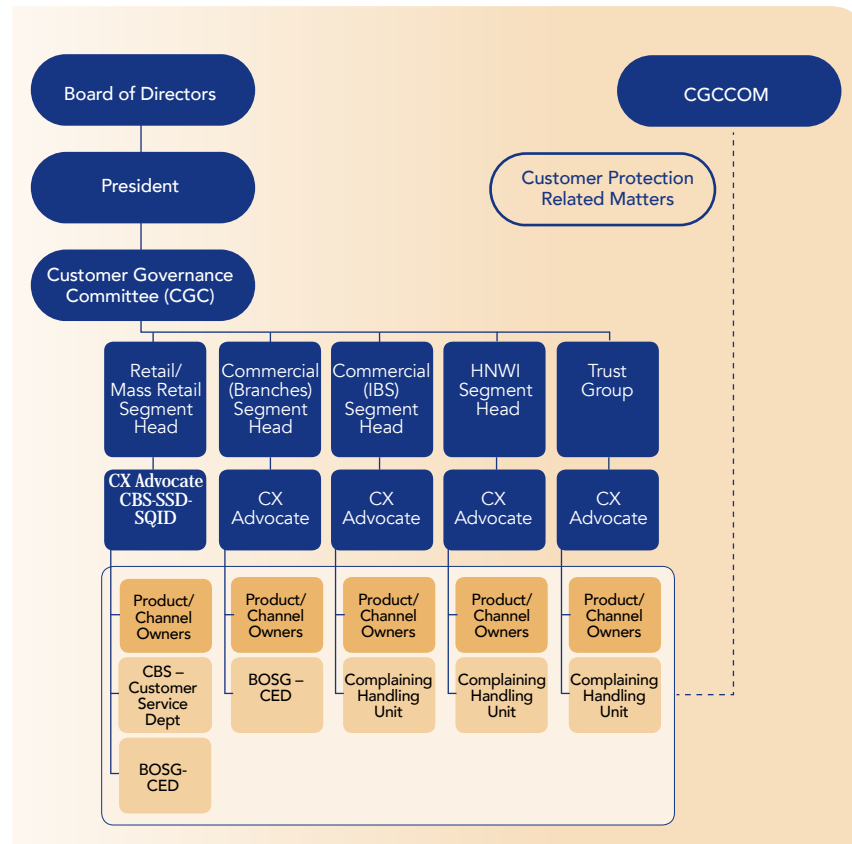 Board of Directors
CGCCOM
President
Customer Protection
Related Matters
Customer Governance
Committee (CGC)
Retail/
Mass Retail
Segment
Head
Commercial
(Branches)
Segment
Head
Commercial
(IBS)
Segment
Head
HNWI
Segment
Head
Trust
Group
CX Advocate
CBS-SSD-
SQID
CX
Advocate
CX
Advocate
CX
Advocate
CX
Advocate
Product/
Channel
Owners
Product/
Channel
Owners
Product/
Channel
Owners
Product/
Channel
Owners
Product/
Channel
Owners
CBS –
Customer
Service
Dept
BOSG –
CED
Complaining
Handling
Unit
Complaining
Handling
Unit
Complaining
Handling
Unit
BOSG-
CED